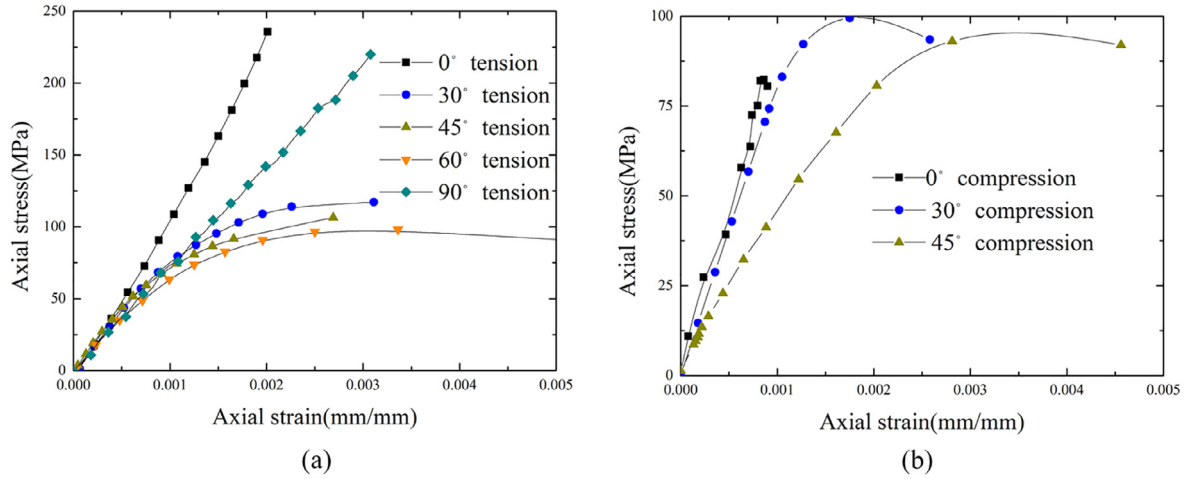 250
200
150
100
50
0
0.000
0.001
0.002
0.003
0.004
0.005
Axial stress(MPa)
Axial strain(mm/mm)
0° tension
30° tension
45° tension
60° tension
90° tension
(a)
100
75
50
25
0
0.000
0.001
0.002
0.003
0.004
0.005
Axial stress(MPa)
Axial strain(mm/mm)
0° compression
30° compression
45° compression
(b)